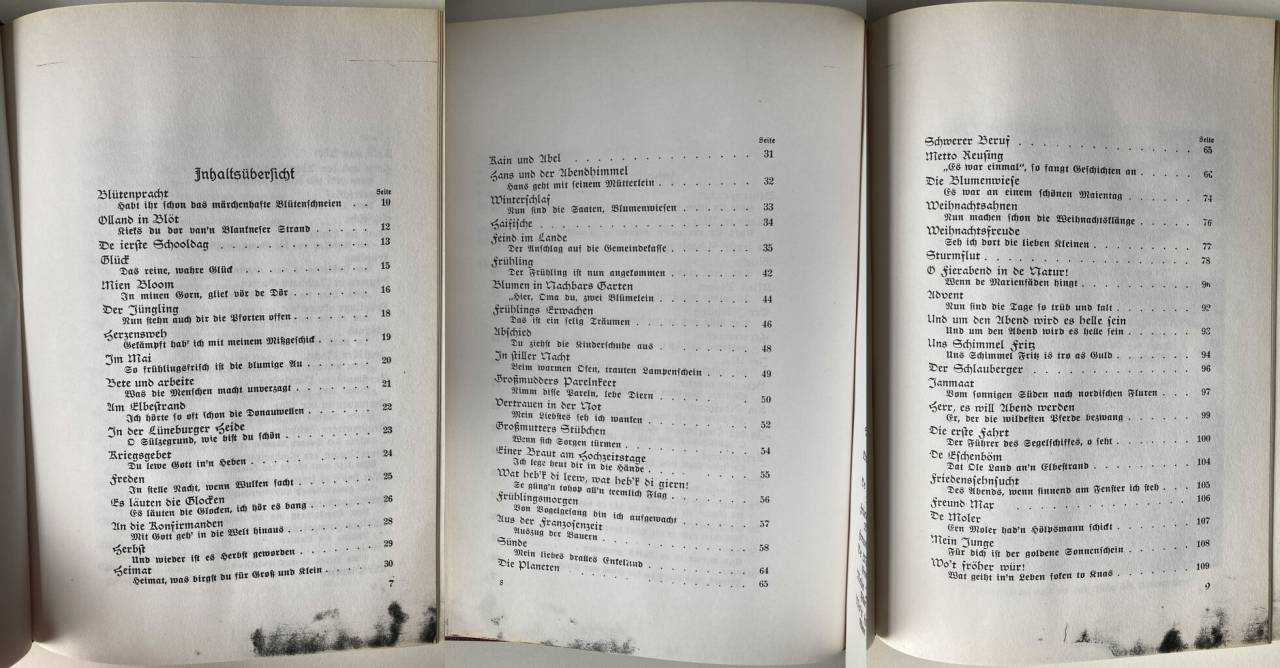 Inhaltsübersicht
Seite
Blütenpracht
Habt ihr schon das märchenhafte Blütenschneien . . 10
Olland in Blöt
Kieks du dor van'n Blankneser Strand . . . . . 12
De ierste Schooldag . . . . . . . . . . . 13
Glück
Das reine, wahre Glück . . . . . . . . . . 15
Mien Bloom
In minen Gorn, gliek vör de Dör . . . . . . . 16
Der Jüngling
Nun stehn auch dir die Pforten offen . . . . . . 18
Herzensweh
Gekämpft hab' ich mit meinem Mißgeschick . . . . 19
Im Mai
So frühlingsfrisch ist die blumige Au . . . . . 20
Bete und arbeite
Was die Menschen macht unverzagt . . . . . . 21
Am Elbestrand
Ich hörte so oft schon die Donauwellen . . . . . 22
In der Lüneburger Heide
O Sülzegrund, wie bist du schön . . . . . . . 23
Kriegsgebet
Du lewe Gott in'n Heben . . . . . . . . . 24
Freden
In stelle Nacht, wenn Wulken sacht . . . . . . 25
Es läuten die Glocken
Es läuten die Glocken, ich hör es bang . . . . . 26
An die Konfirmanden
Mit Gott geh' in die Welt hinaus . . . . . . . 28
Herbst
Und wieder ist es Herbst geworden . . . . . . 29
Heimat
Heimat, was birgst du für Groß und Klein . . . . 30
7
Seite
Kain und Abel . . . . . . . . . . . . 31
Hans und der Abendhimmel
Hans geht mit seinem Mütterlein . . . . . . . 32
Winterschlaf
Nun sind die Saaten, Blumenwiesen . . . . . . 33
Haifische . . . . . . . . . . . . . . 34
Feind im Lande
Der Anschlag auf die Gemeindekasse . . . . . . 35
Frühling
Der Frühling ist nun angekommen . . . . . . 42
Blumen in Nachbars Garten
„Hier, Oma du, zwei Blümelein . . . . . . . 44
Frühlings Erwachen
Das ist ein selig Träumen . . . . . . . . . 46
Abschied
Du ziehst die Kinderschuhe aus . . . . . . . 48
In stiller Nacht
Beim warmen Ofen, trauten Lampenschein . . . . 49
Großmudders Parelnkeer
Nimm disse Pareln, lebe Diern . . . . . . . 50
Vertrauen in der Not
Mein Liebstes seh ich wanken . . . . . . . . 52
Großmutters Stübchen
Wenn sich Sorgen türmen . . . . . . . . . 54
Einer Braut am Hochzeitstage
Ich lege heut dir in die Hände . . . . . . . 55
Wat heb'k di leew, wat heb'k di giern!
Se güng'n tohop all'n teemlich Flag . . . . . . 56
Frühlingsmorgen
Von Vogelgesang bin ich aufgewacht . . . . . . 57
Aus der Franzosenzeit
Auszug der Bauern . . . . . . . . . . . 58
Sünde
Mein liebes dralles Enkelkind . . . . . . . . 64
Die Planeten . . . . . . . . . . . . . 65
8
Seite
Schwerer Beruf . . . . . . . . . . . . 65
Metto Reusing
„Es war einmal", so fangt Geschichten an . . . . 66
Die Blumenwiese
Es war an einem schönen Maientag . . . . . . 74
Weihnachtsahnen
Nun machen schon die Weihnachtsklänge . . . . . 76
Weihnachtsfreude
Seh ich dort die lieben Kleinen . . . . . . . 77
Sturmflut . . . . . . . . . . . . . . 78
O Fierabend in de Natur!
Wenn de Marienfäden hingt . . . . . . . . 90
Advent
Nun sind die Tage so trüb und kalt . . . . . . 92
Und um den Abend wird es helle sein
Und um den Abend wird es helle sein . . . . . 93
Uns Schimmel Fritz
Uns Schimmel Fritz is tro as Guld . . . . . . 94
Der Schlauberger . . . . . . . . . . . 96
Janmaat
Vom sonnigen Süden nach nordischen Fluren . . . . 97
Herr, es will Abend werden
Er, der die wildesten Pferde bezwang . . . . . . 99
Die erste Fahrt
Der Führer des Segelschiffes, o seht . . . . . . 100
De Eschenböm
Dat Ole Land an'n Elbestrand . . . . . . . . 104
Friedensehnsucht
Des Abends, wenn sinnend am Fenster ich steh . . . 105
Freund Max . . . . . . . . . . . . . 106
De Moler
Een Moler had'n Hölpsmann schickt . . . . . . 107
Mein Junge
Für dich ist der goldene Sonnenschein . . . . . 108
Wo't fröher wür!
Wat geiht in'n Leben foken to Knas . . . . . . 109
9